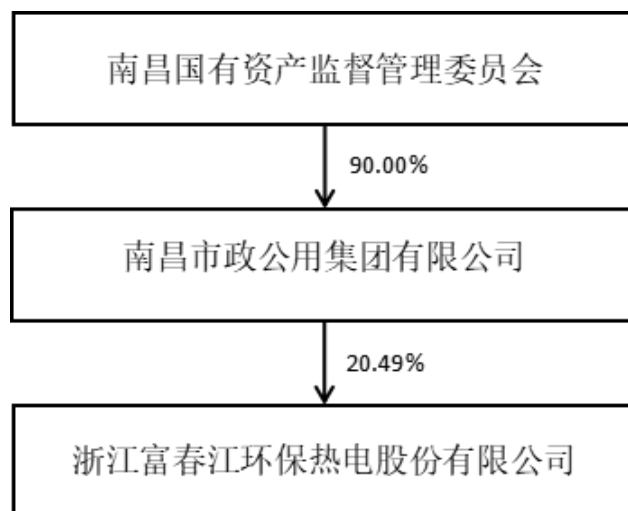 南昌国有资产监督管理委员会
90.00%
南昌市政公用集团有限公司
20.49%
浙江富春江环保热电股份有限公司